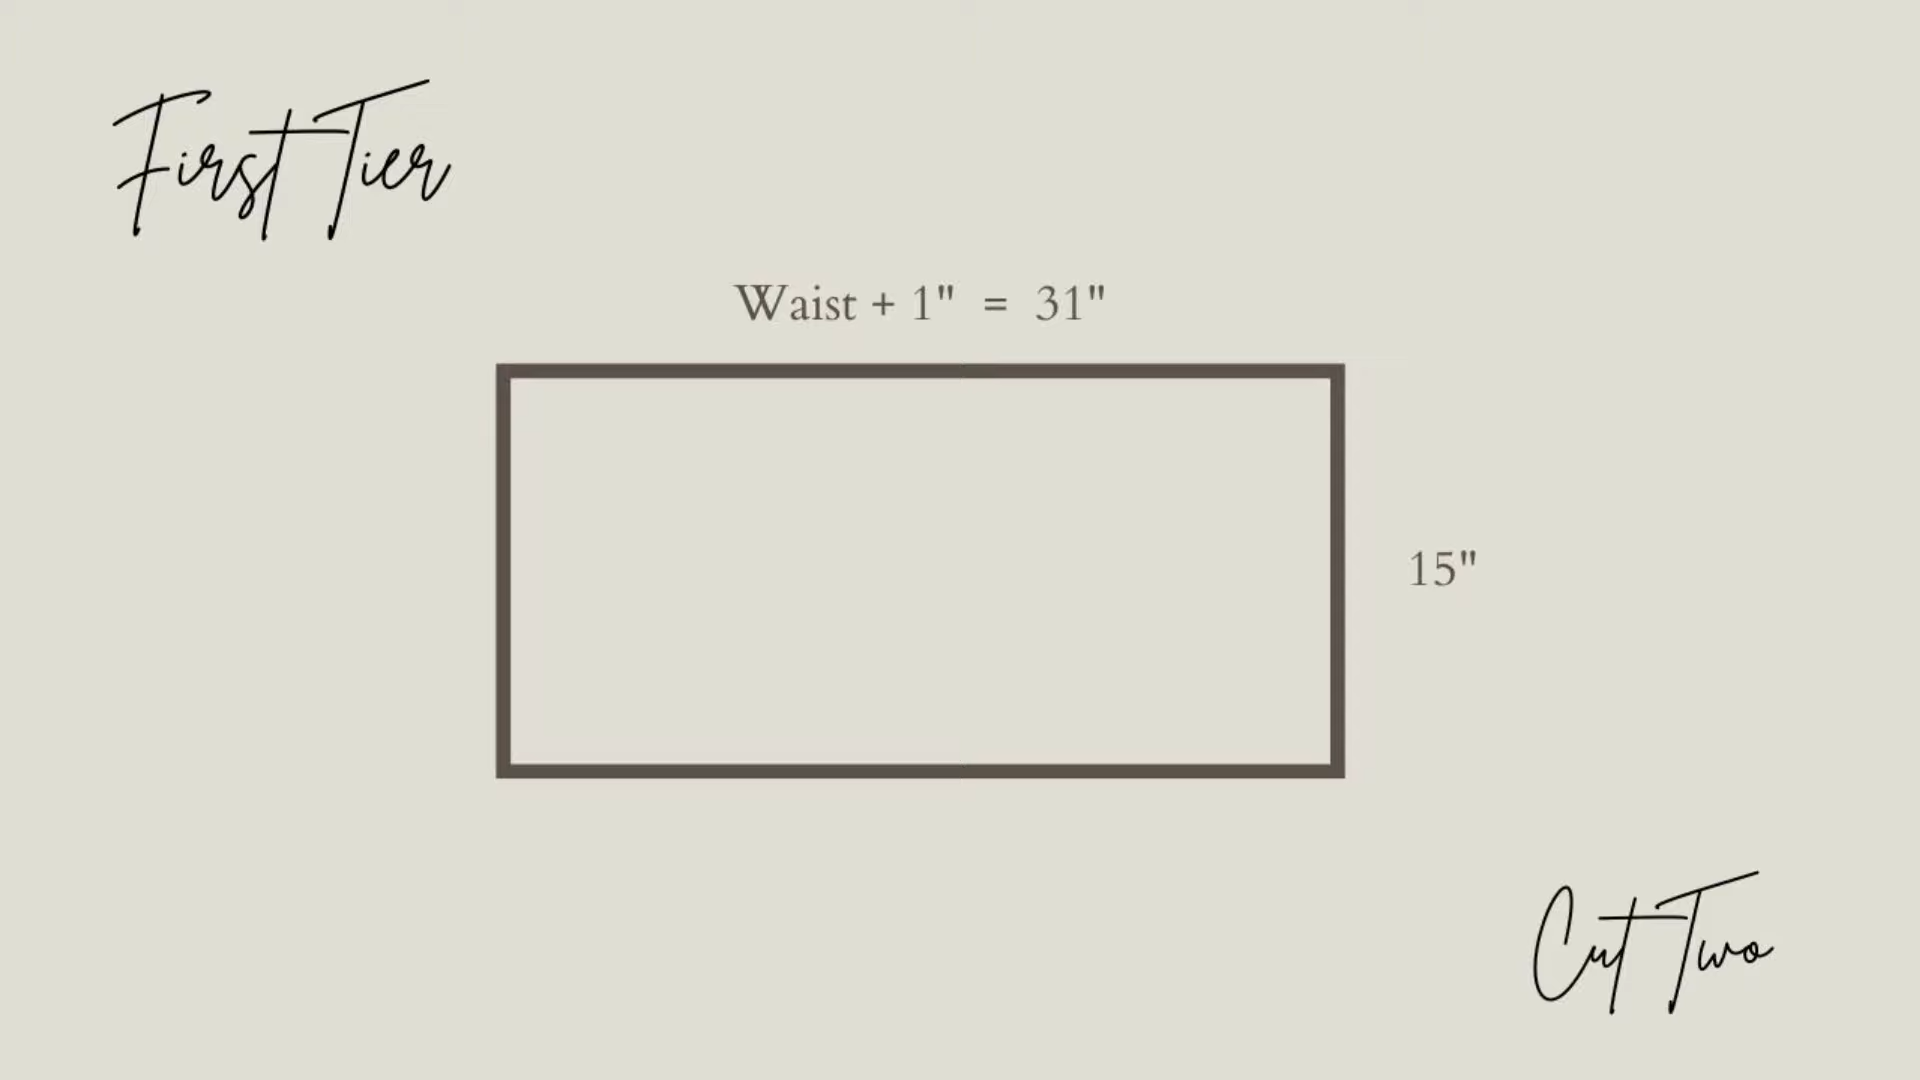 First Tier
Waist + 1" = 31"
15"
Cut Two